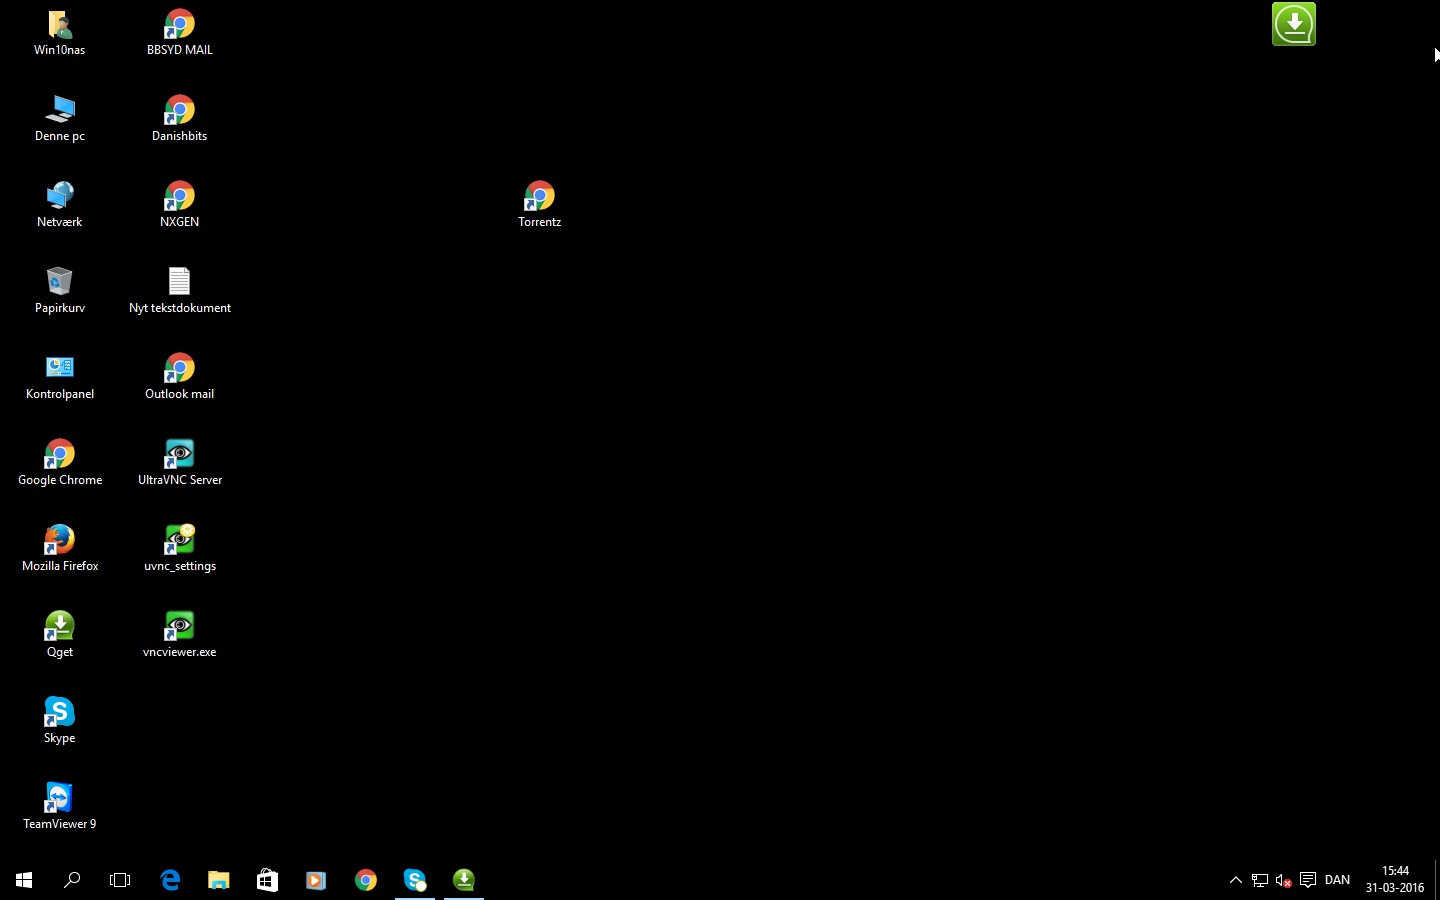 Win10nas
BBSYD MAIL
Denne pc
Danishbits
Netværk
NXGEN
Torrentz
Papirkurv
Nyt tekstdokument
Kontrolpanel
Outlook mail
Google Chrome
UltraVNC Server
Mozilla Firefox
uvnc_settings
Qget
vncviewer.exe
Skype
TeamViewer 9
DAN
15:44
31-03-2016